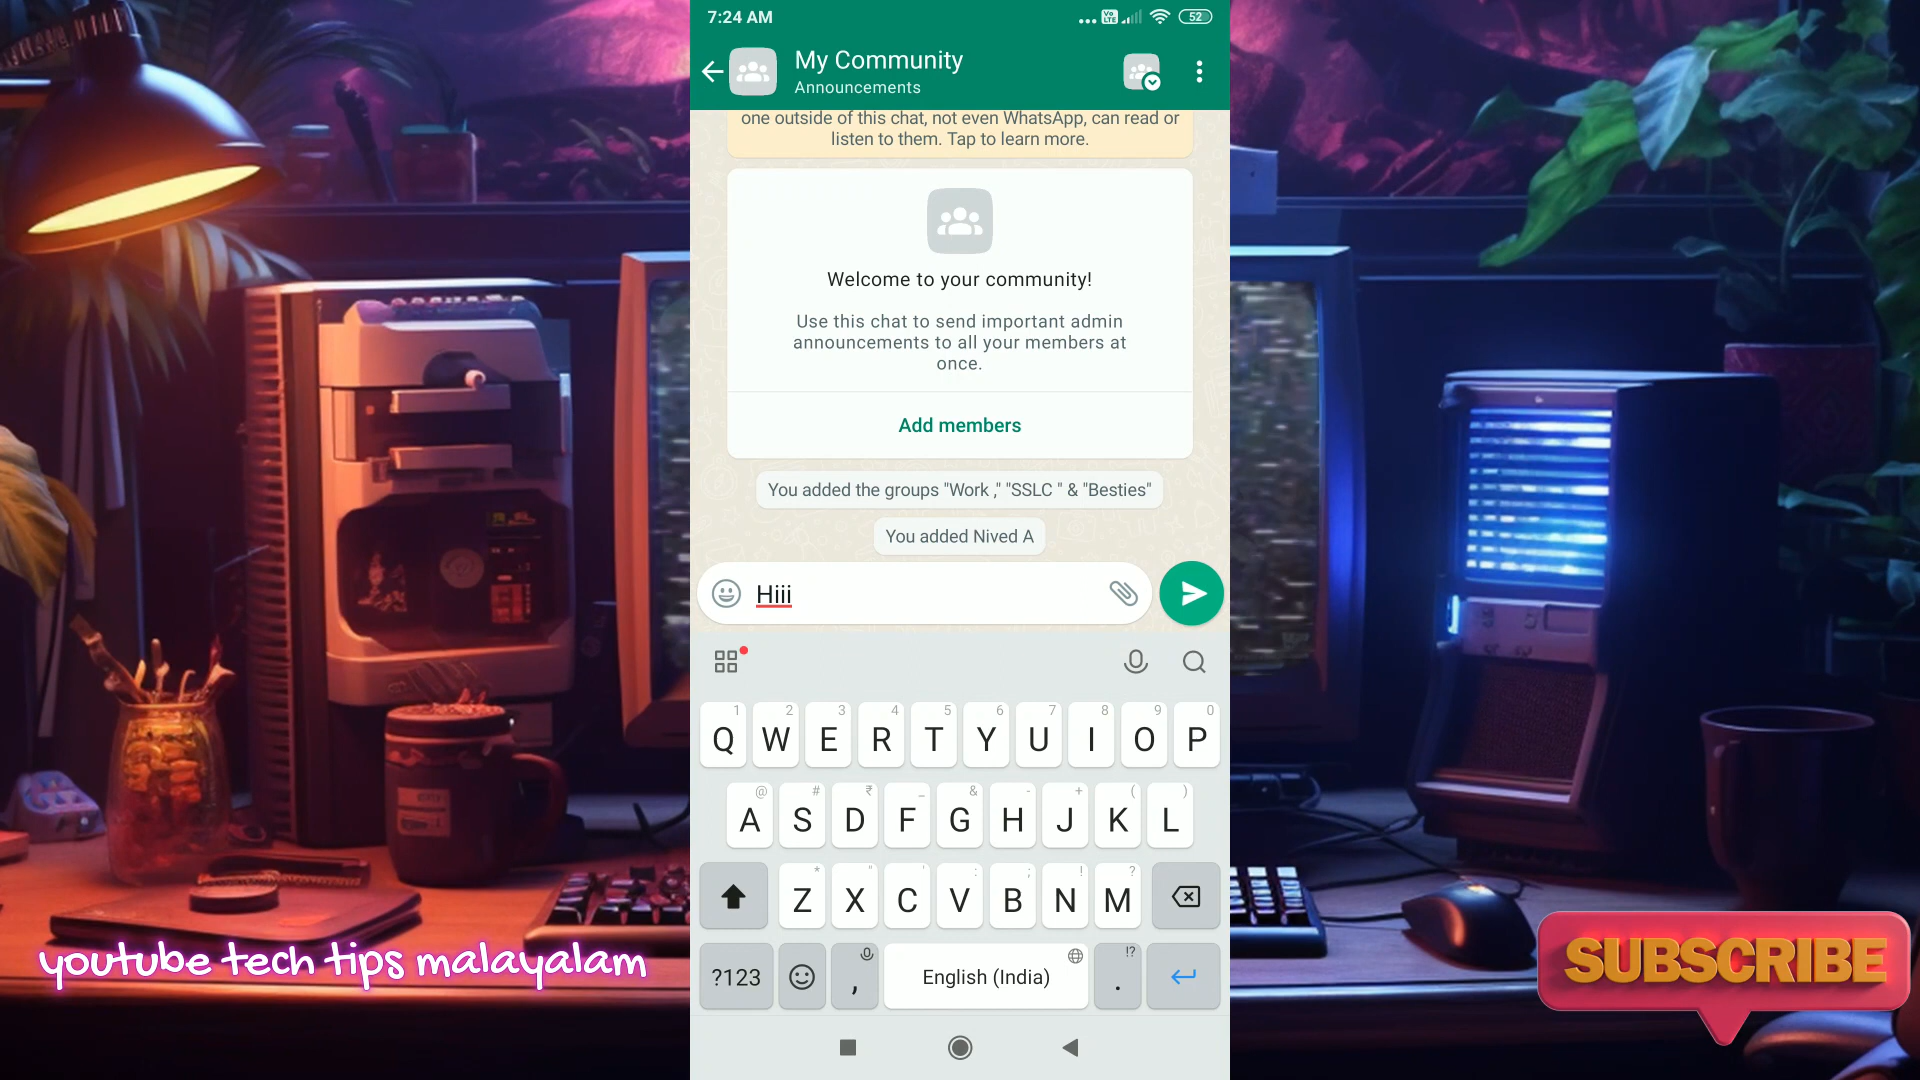 7:24 AM
Vo LTE
52
My Community
Announcements
one outside of this chat, not even WhatsApp, can read or
listen to them. Tap to learn more.
Welcome to your community!
Use this chat to send important admin
announcements to all your members at
once.
Add members
You added the groups "Work ," "SSLC " & "Besties"
You added Nived A
Hiii
1 2 3 4 5 6 7 8 9 0
Q W E R T Y U I O P
@ # ₹ _ & - + ( )
A S D F G H J K L
* " ' : ; ! ?
Z X C V B N M
!?
?123 , English (India) .
youtube tech tips malayalam
SUBSCRIBE